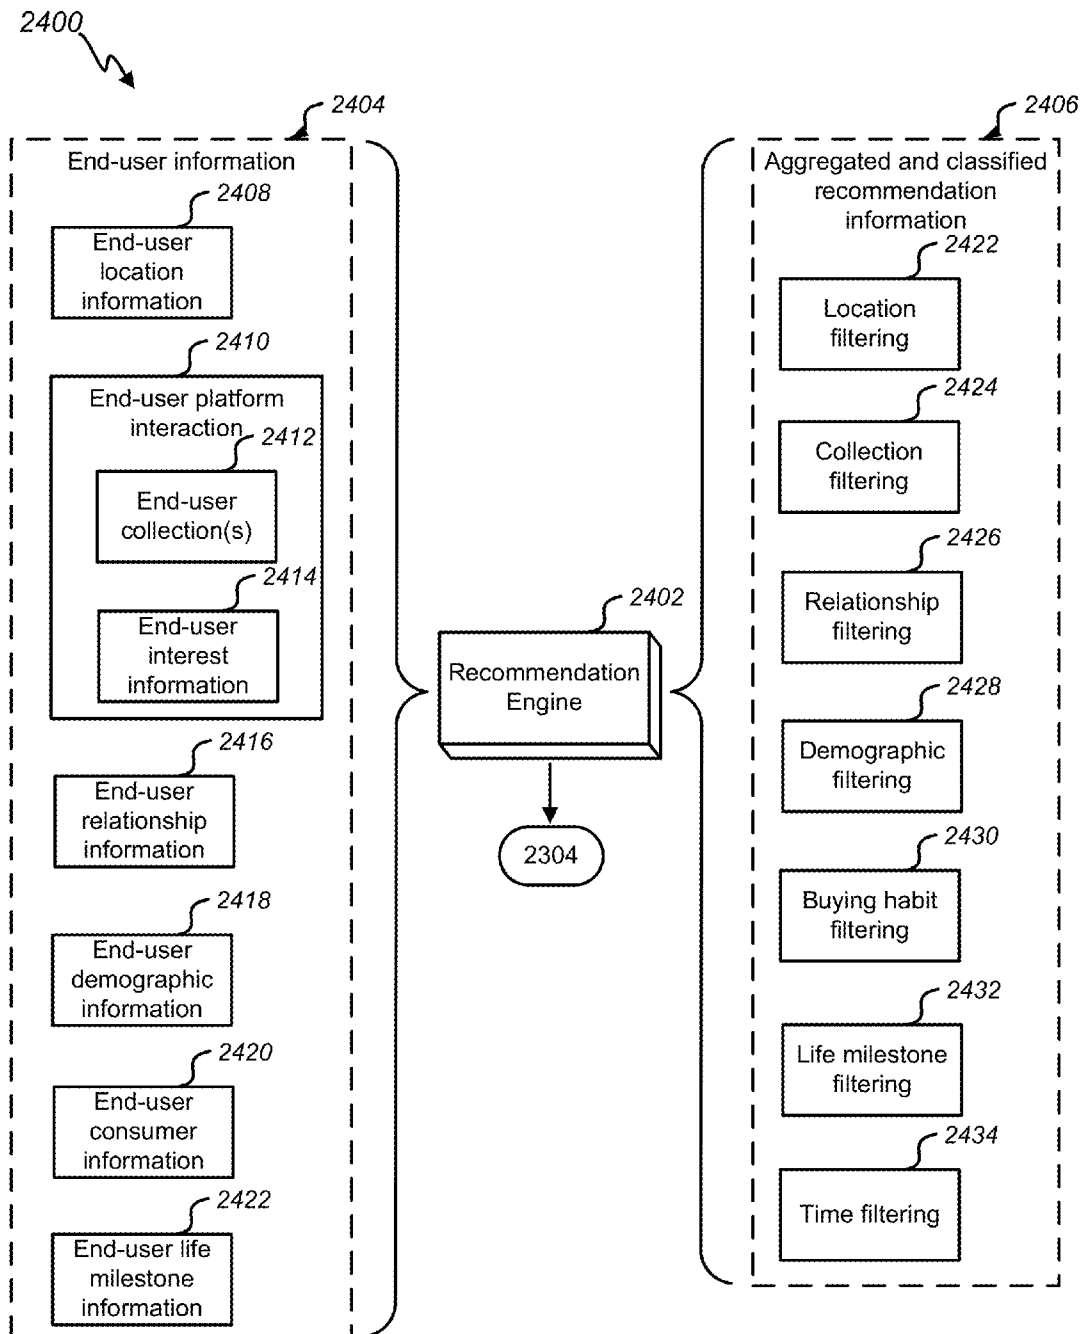 2400
2404
End-user information
2408
End-user
location
information
2410
End-user platform
interaction
2412
End-user
collection(s)
2414
End-user
interest
information
2416
End-user
relationship
information
2418
End-user
demographic
information
2420
End-user
consumer
information
2422
End-user life
milestone
information
2402
Recommendation
Engine
2304
2406
Aggregated and classified
recommendation
information
2422
Location
filtering
2424
Collection
filtering
2426
Relationship
filtering
2428
Demographic
filtering
2430
Buying habit
filtering
2432
Life milestone
filtering
2434
Time filtering